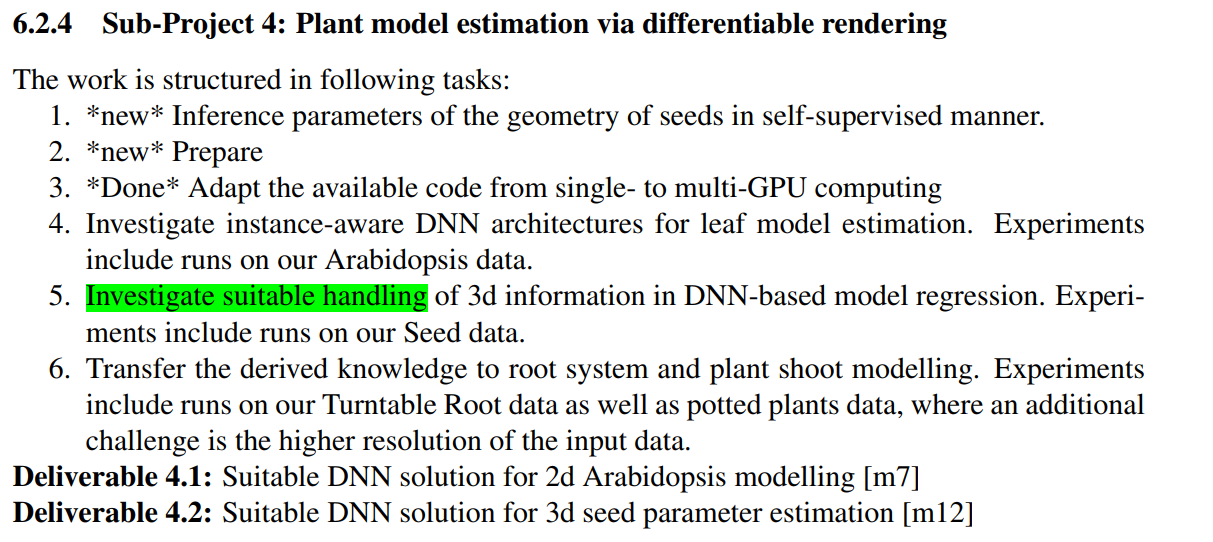 6.2.4 Sub-Project 4: Plant model estimation via differentiable rendering
The work is structured in following tasks:
1. *new* Inference parameters of the geometry of seeds in self-supervised manner.
2. *new* Prepare
3. *Done* Adapt the available code from single- to multi-GPU computing
4. Investigate instance-aware DNN architectures for leaf model estimation. Experiments
include runs on our Arabidopsis data.
5. Investigate suitable handling of 3d information in DNN-based model regression. Experi-
ments include runs on our Seed data.
6. Transfer the derived knowledge to root system and plant shoot modelling. Experiments
include runs on our Turntable Root data as well as potted plants data, where an additional
challenge is the higher resolution of the input data.
Deliverable 4.1: Suitable DNN solution for 2d Arabidopsis modelling [m7]
Deliverable 4.2: Suitable DNN solution for 3d seed parameter estimation [m12]